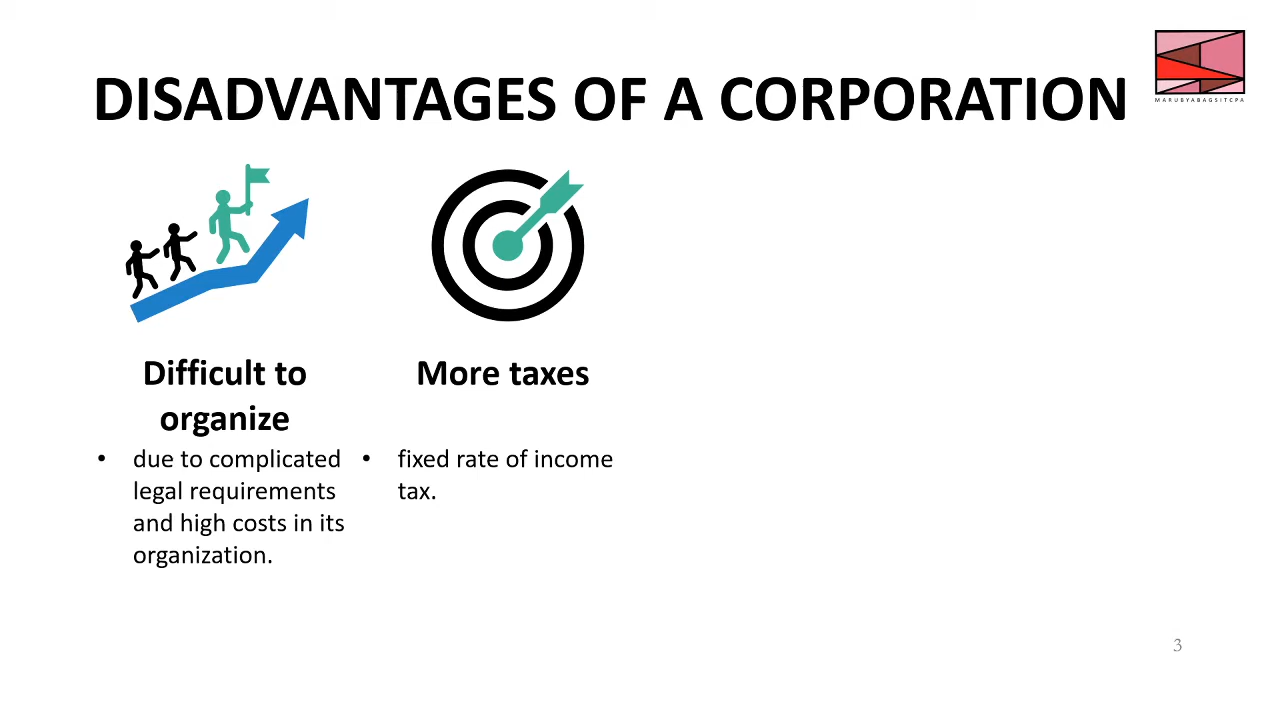 DISADVANTAGES OF A CORPORATION
MARUBYABAGSITCPA
Difficult to
organize
• due to complicated
legal requirements
and high costs in its
organization.
More taxes
• fixed rate of income
tax.
3